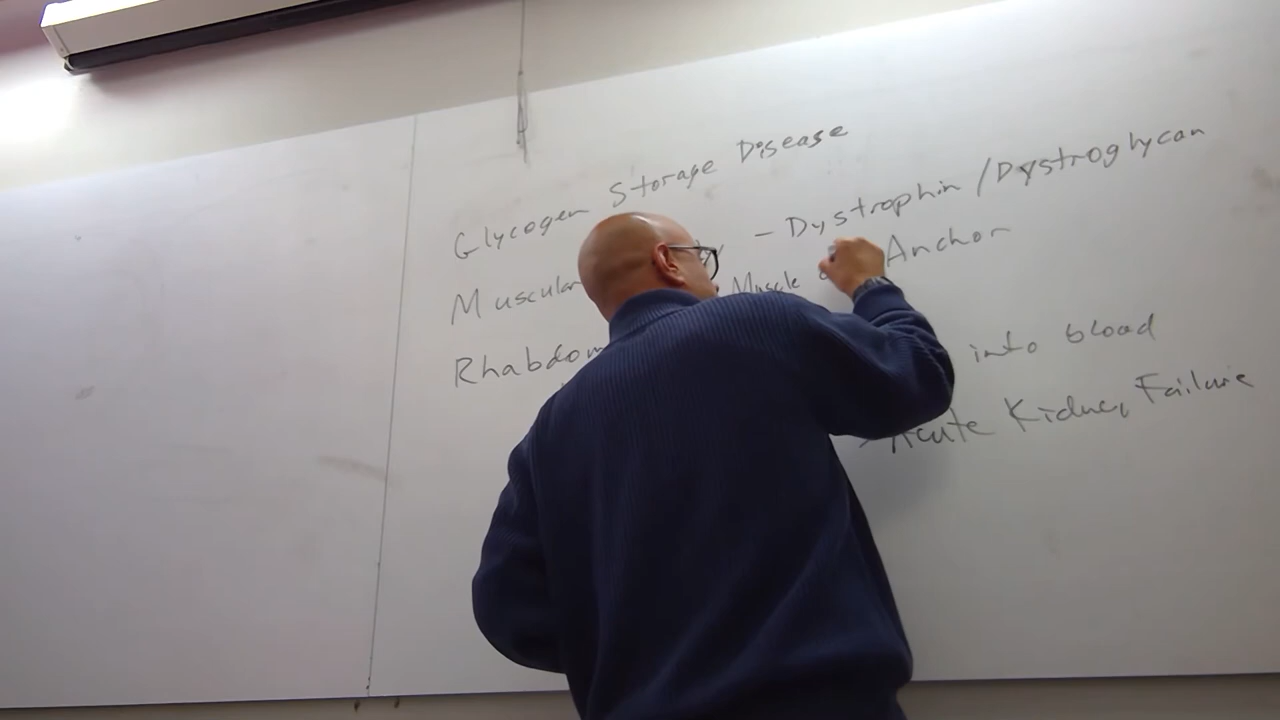 Glycogen Storage Disease
Muscular - Dystrophin/Dystroglycan
Muscle Anchor
Rhabdom into blood
Acute Kidney Failure